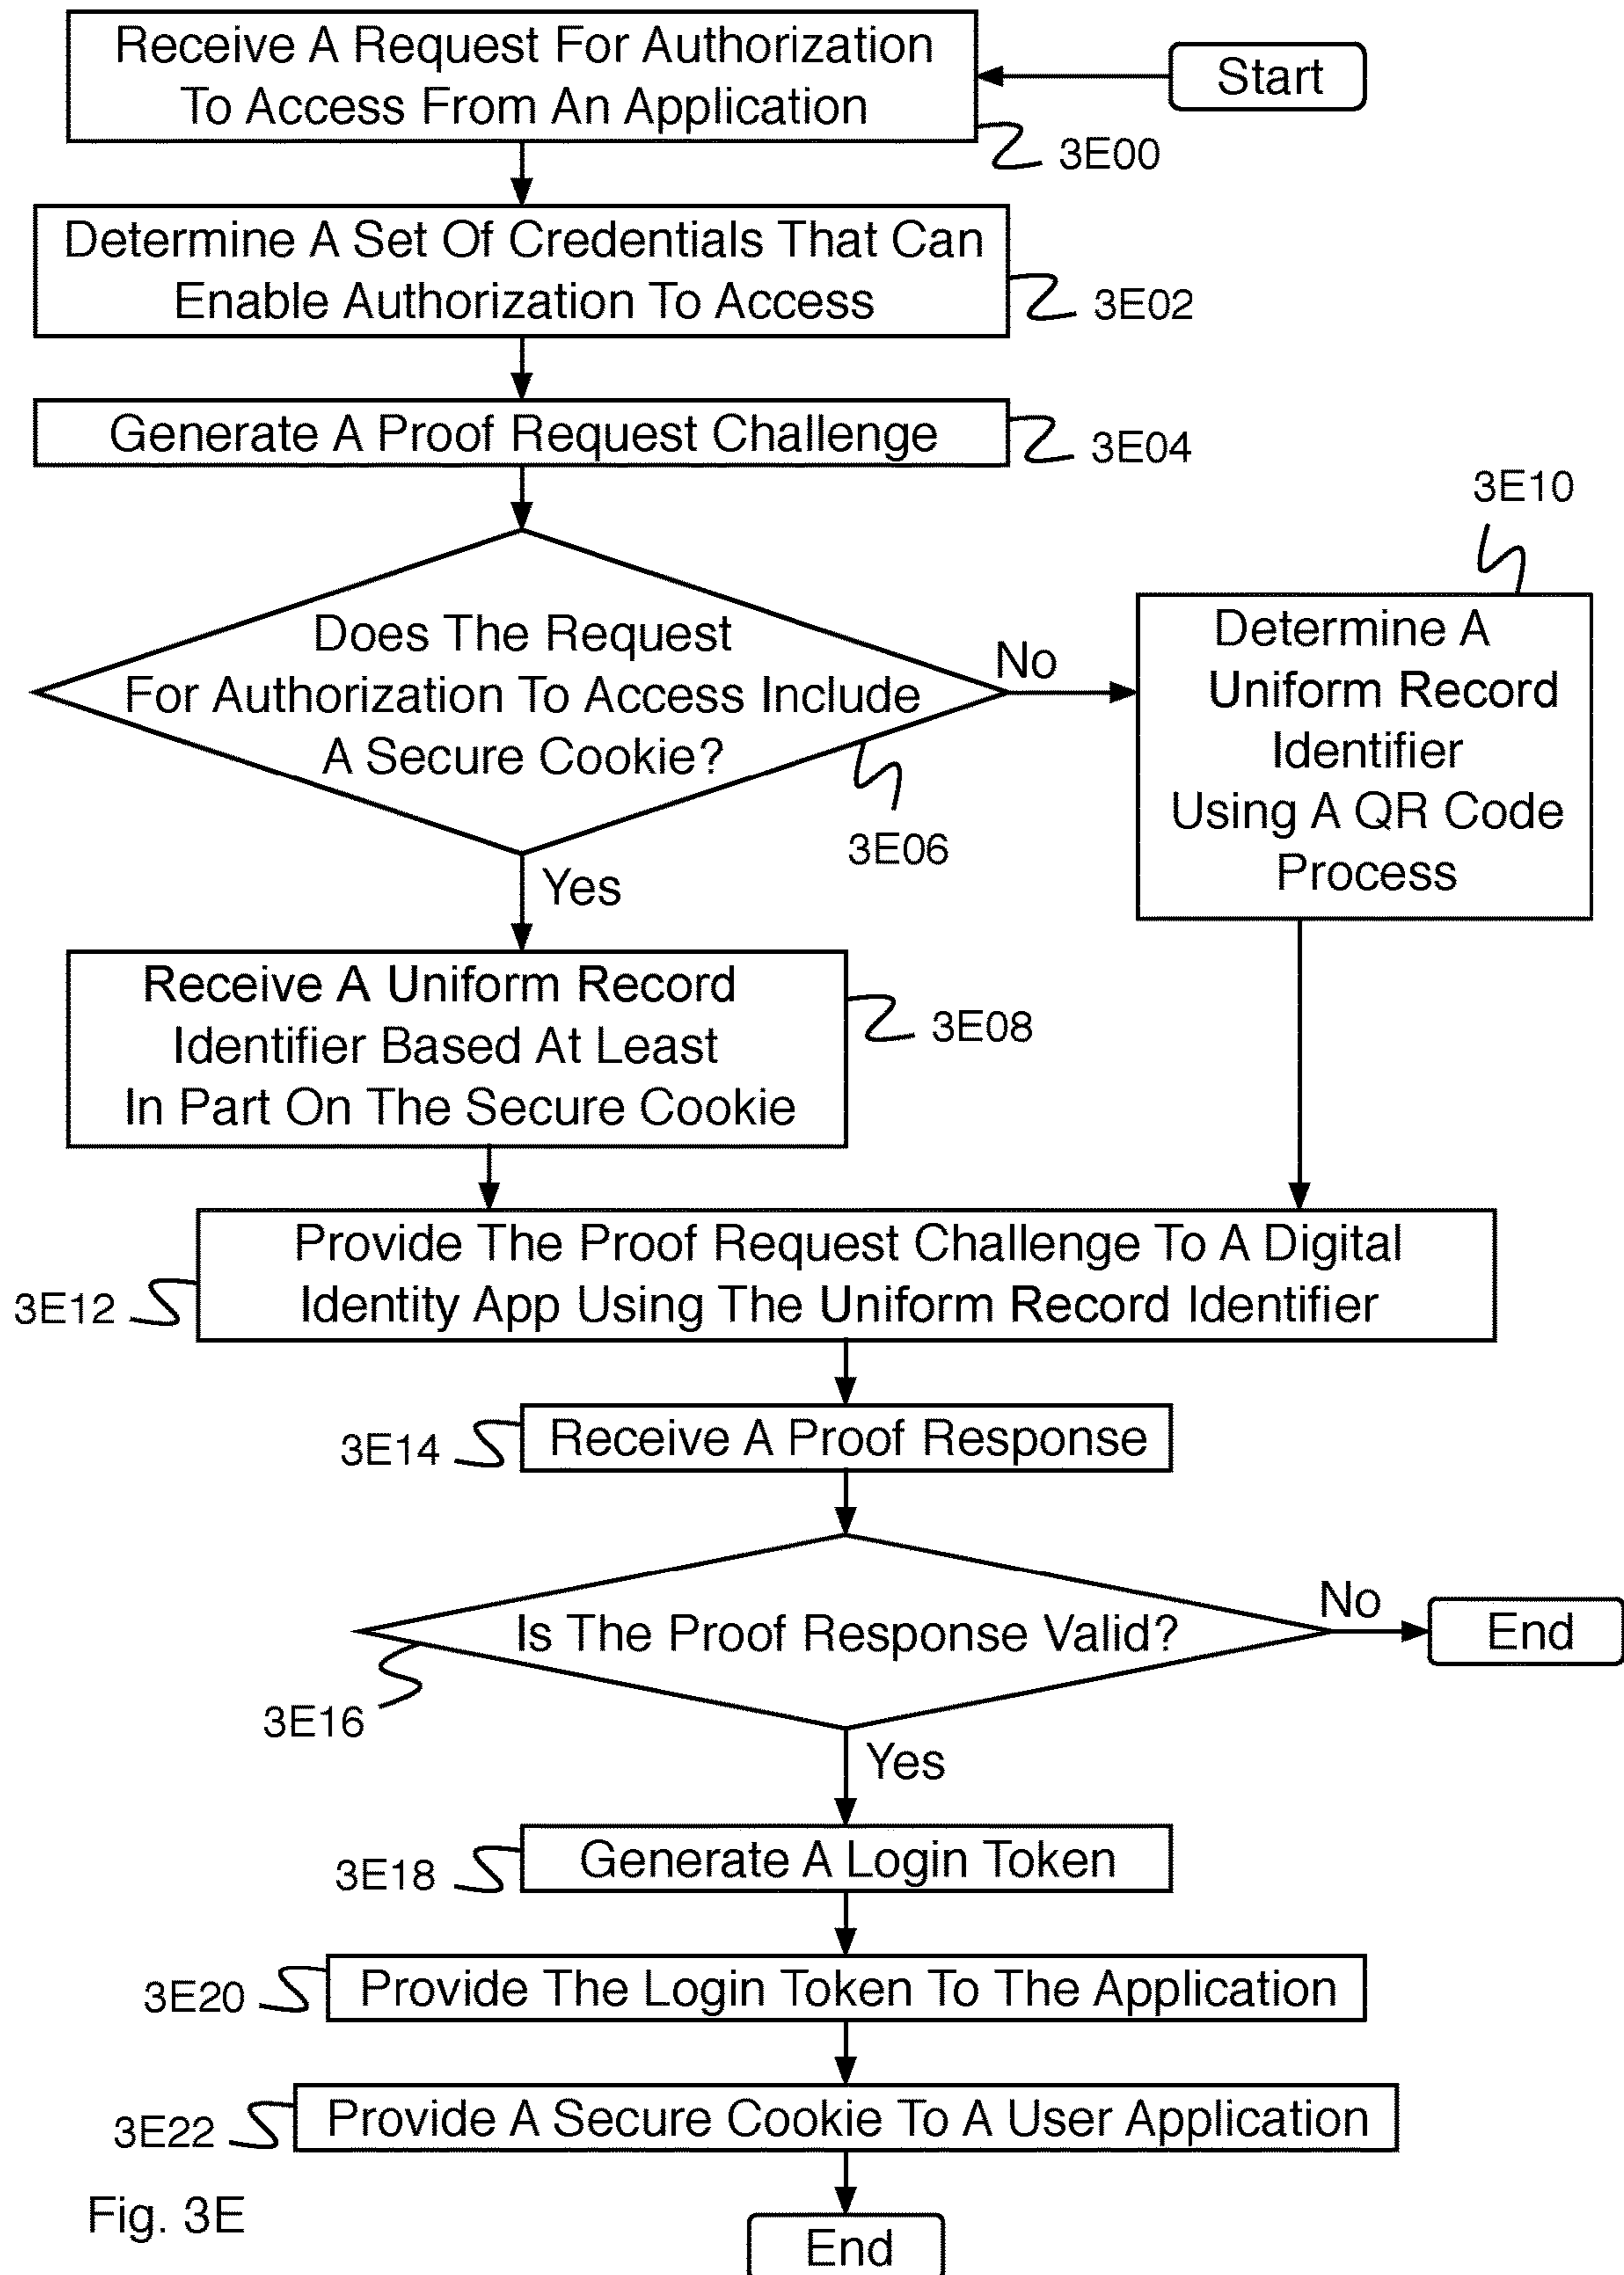 Receive A Request For Authorization
To Access From An Application
Start
3E00
Determine A Set Of Credentials That Can
Enable Authorization To Access
3E02
Generate A Proof Request Challenge
3E04
3E10
Does The Request
For Authorization To Access Include
A Secure Cookie?
No
3E06
Determine A
Uniform Record
Identifier
Using A QR Code
Process
Yes
Receive A Uniform Record
Identifier Based At Least
In Part On The Secure Cookie
3E08
Provide The Proof Request Challenge To A Digital
Identity App Using The Uniform Record Identifier
3E12
Receive A Proof Response
3E14
Is The Proof Response Valid?
No
End
3E16
Yes
Generate A Login Token
3E18
Provide The Login Token To The Application
3E20
Provide A Secure Cookie To A User Application
3E22
Fig. 3E
End